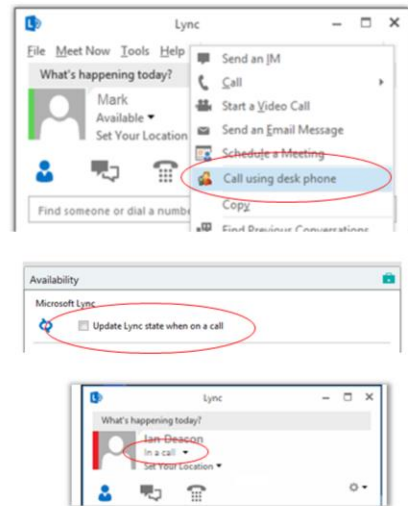 Lync
File Meet Now Tools Help
What's happening today?
Mark
Available
Set Your Location
Find someone or dial a numbe
Send an IM
Call
Start a Video Call
Send an Email Message
Schedule a Meeting
Call using desk phone
Copy
Find Previous Conversations
Availability
Microsoft Lync
Update Lync state when on a call
Lync
What's happening today?
Ian Deacon
In a call
Set Your Location